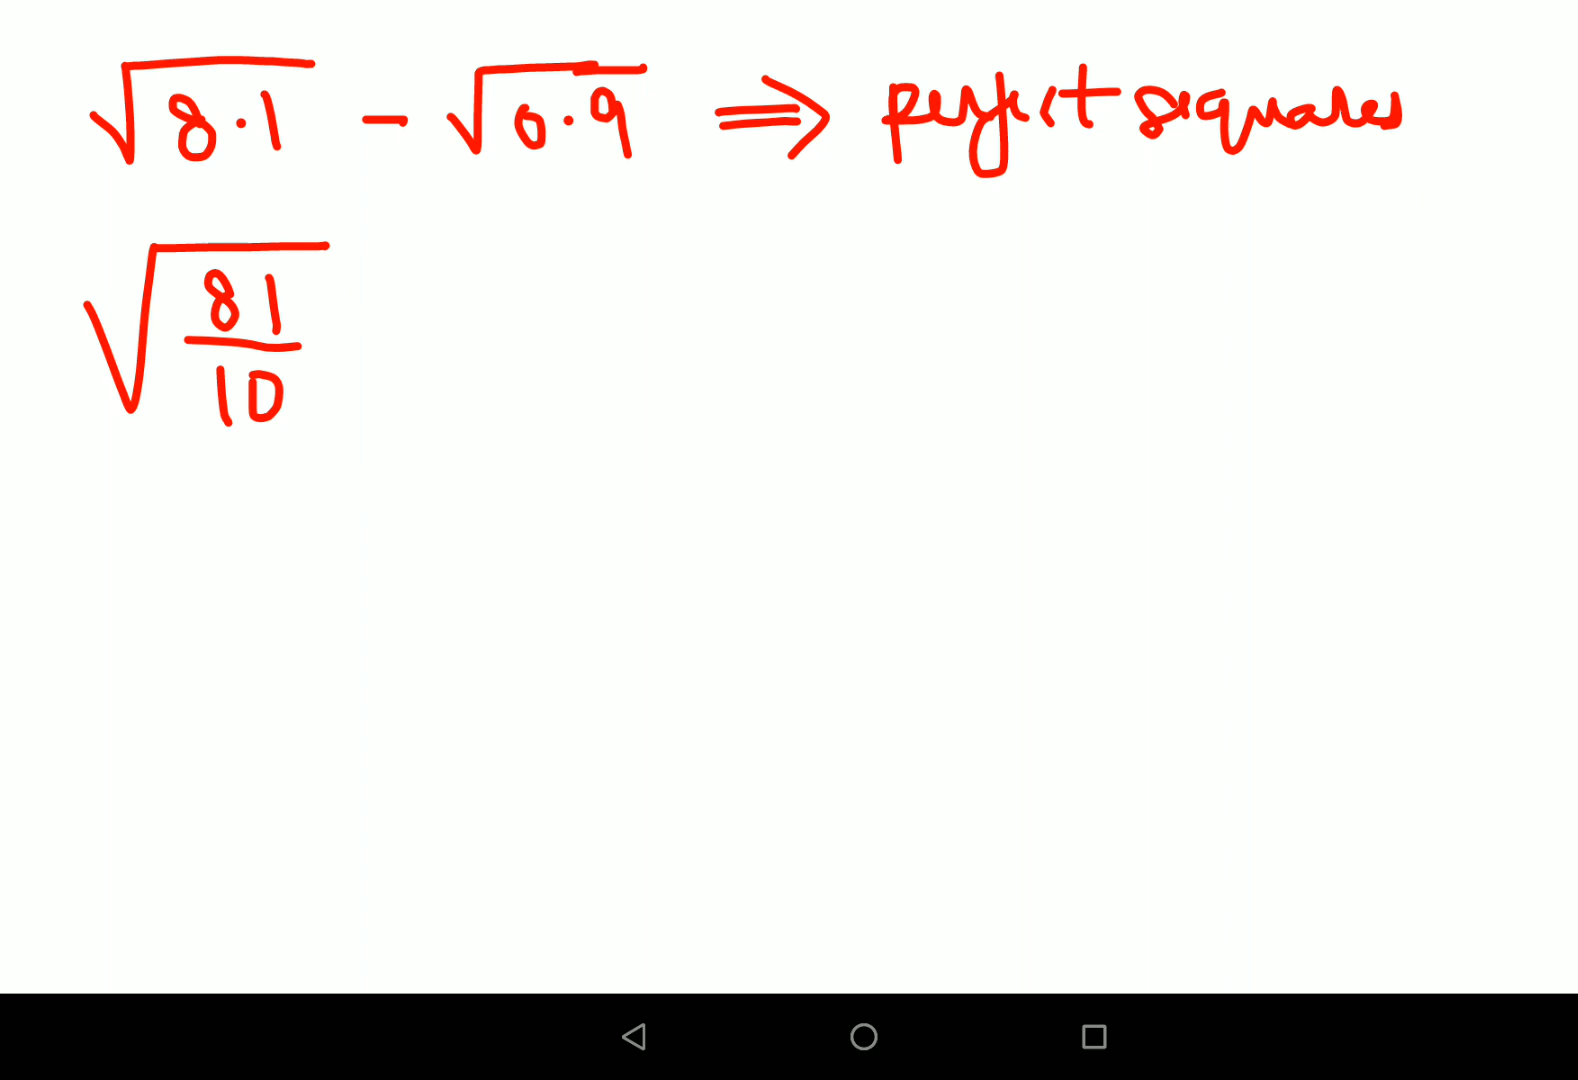 √8.1 - √0.9 ⇒ perfect squares
√81/10